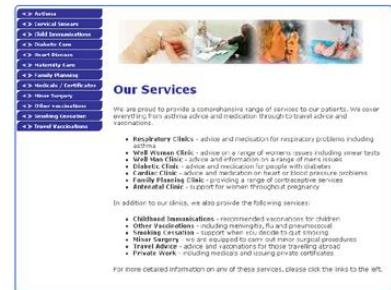 <> Asthma
<> Cervical Smears
<> Child Immunisations
<> Diabetic Care
<> Heart Disease
<> Maternity Care
<> Family Planning
<> Medicals / Certificates
<> Minor Surgery
<> Other vaccinations
<> Smoking Cessation
<> Travel Vaccinations
Our Services
We are proud to provide a comprehensive range of services to our patients. We cover
everything from asthma advice and medication through to travel advice and
vaccinations.
• Respiratory Clinics - advice and medication for respiratory problems including
asthma
• Well Woman Clinic - advice on a range of womens issues including smear tests
• Well Man Clinic - advice and information on a range of mens issues
• Diabetic Clinic - advice and medication for people with diabetes
• Cardiac Clinic - advice and medication on heart or blood pressure problems
• Family Planning Clinic - providing a range of contraceptive services
• Antenatal Clinic - support for women throughout pregnancy
In addition to our clinics, we also provide the following services:
• Childhood Immunisations - recommended vaccinations for children
• Other Vaccinations - including meningitis, flu and pneumococcal
• Smoking Cessation - support when you decide to quit smoking
• Minor Surgery - we are equipped to carry out minor surgical procedures
• Travel Advice - advice and vaccinations for those travelling abroad
• Private Work - including medicals and issuing private certificates
For more detailed information on any of these services, please click the links to the left.